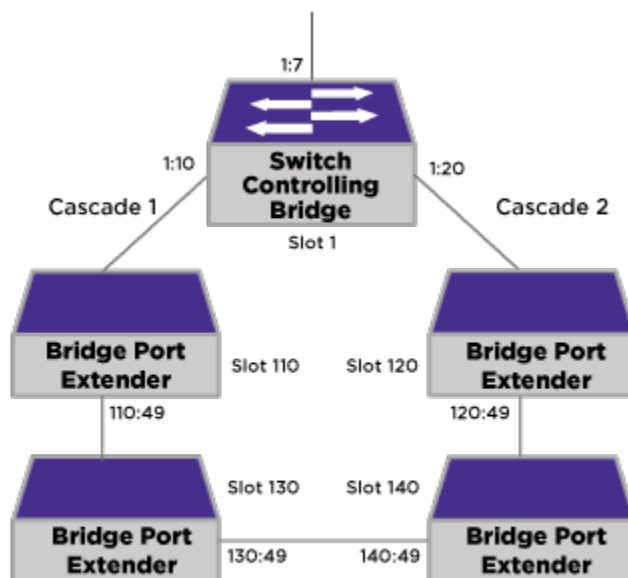 1:7
1:10
Switch
Controlling
Bridge
1:20
Cascade 1
Cascade 2
Slot 1
Bridge Port
Extender
Slot 110
Slot 120
Bridge Port
Extender
110:49
120:49
Slot 130
Slot 140
Bridge Port
Extender
130:49
140:49
Bridge Port
Extender